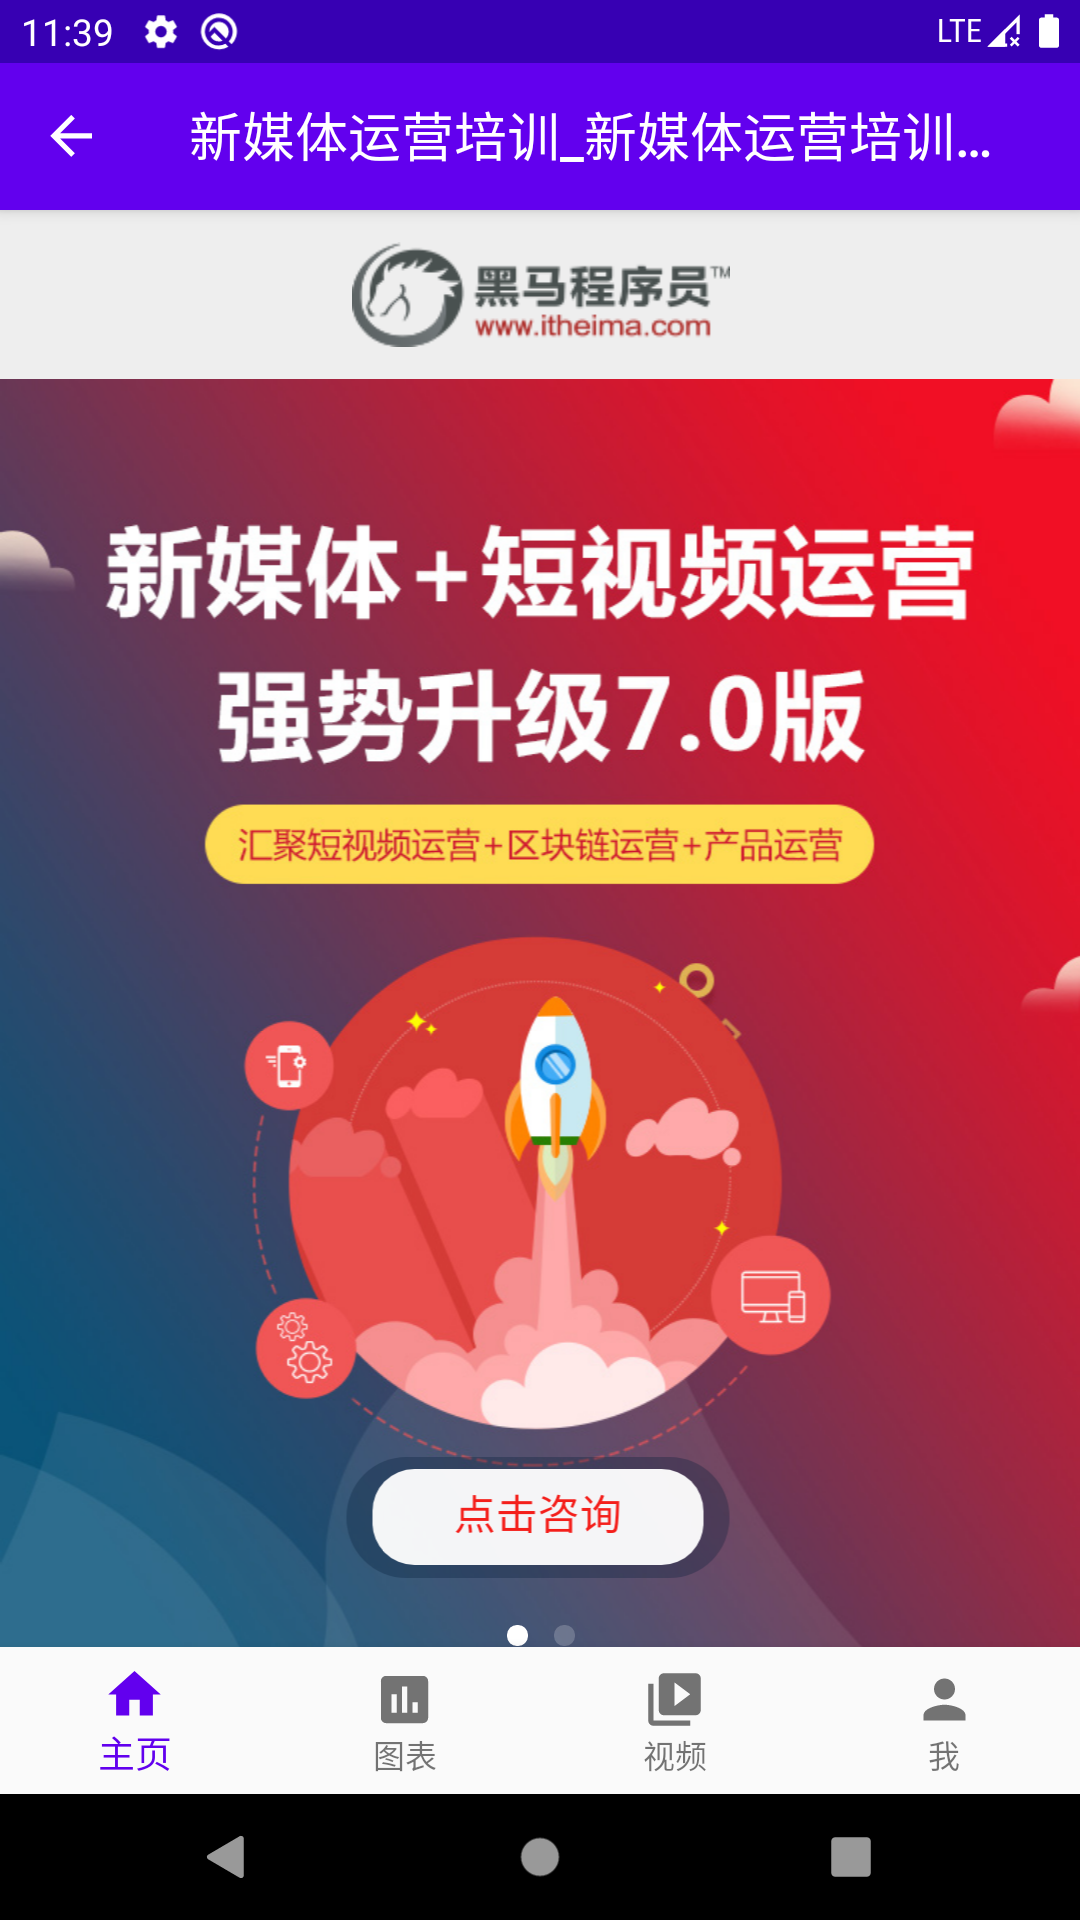 11:39
LTE
新媒体运营培训_新媒体运营培训...
黑马程序员™
www.itheima.com
新媒体+短视频运营
强势升级7.0版
汇聚短视频运营+区块链运营+产品运营
点击咨询
主页
图表
视频
我